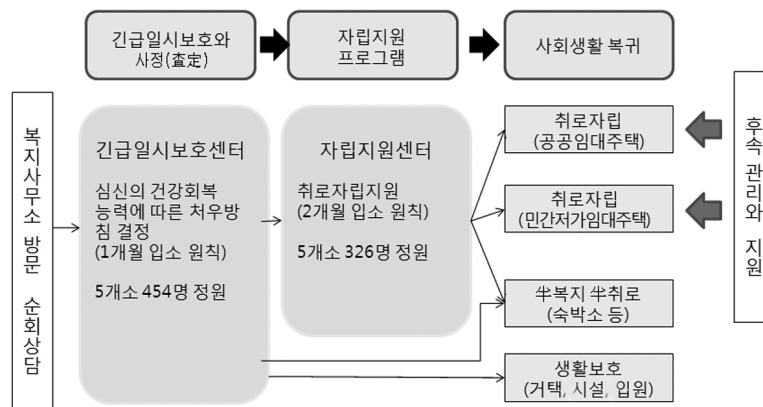 긴급일시보호와
사정(査定)
자립지원
프로그램
사회생활 복귀
복지사무소 방문 순회상담
긴급일시보호센터
심신의 건강회복
능력에 따른 처우방
침 결정
(1개월 입소 원칙)
5개소 454명 정원
자립지원센터
취로자립지원
(2개월 입소 원칙)
5개소 326명 정원
취로자립
(공공임대주택)
취로자립
(민간저가임대주택)
半복지 半취로
(숙박소 등)
생활보호
(거택, 시설, 입원)
후속 관리와 지원